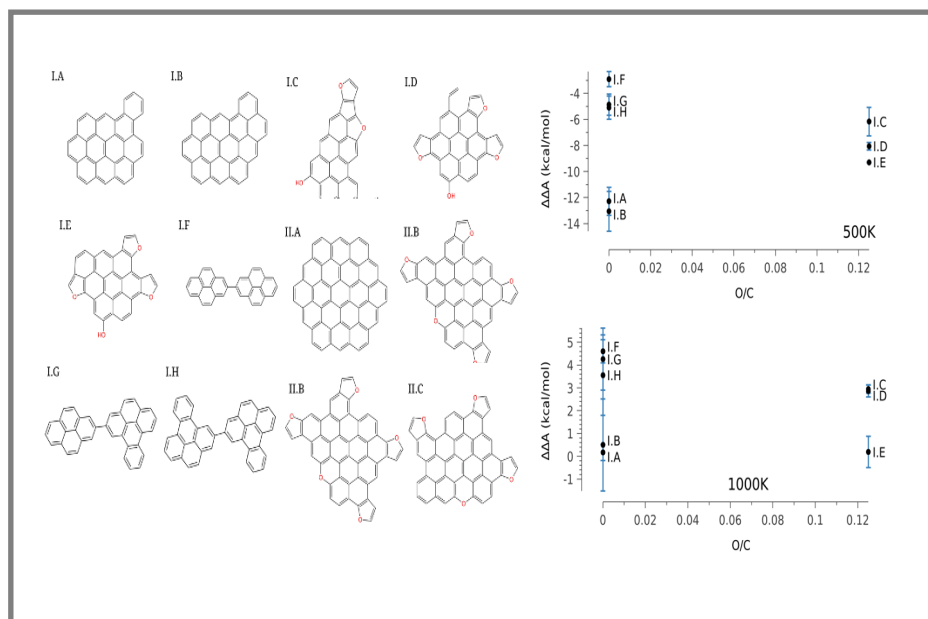 I.A
I.B
I.C
I.D
O
O
HO
O
O
O
OH
I.E
I.F
II.A
II.B
O
O
O
HO
O
O
O
O
I.G
I.H
II.B
II.C
O
O
O
O
O
O
O
O
O
ΔΔA (kcal/mol)
-4
-6
-8
-10
-12
-14
I.F
I.G
I.H
I.A
I.B
I.C
I.D
I.E
500K
0 0.02 0.04 0.06 0.08 0.1 0.12
O/C
ΔΔA (kcal/mol)
5
4
3
2
1
0
-1
I.F
I.G
I.H
I.B
I.A
I.C
I.D
I.E
1000K
0 0.02 0.04 0.06 0.08 0.1 0.12
O/C